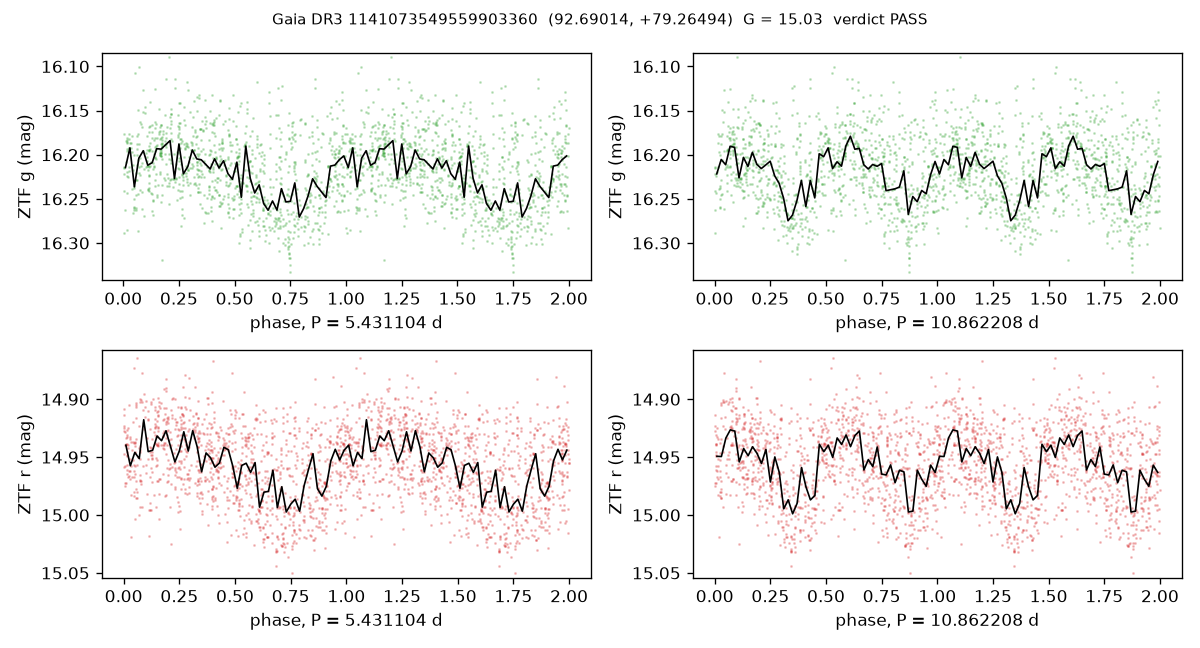 Gaia DR3 1141073549559903360 (92.69014, +79.26494) G = 15.03 verdict PASS
ZTF g (mag)
16.10
16.15
16.20
16.25
16.30
0.00 0.25 0.50 0.75 1.00 1.25 1.50 1.75 2.00
phase, P = 5.431104 d
ZTF g (mag)
16.10
16.15
16.20
16.25
16.30
0.00 0.25 0.50 0.75 1.00 1.25 1.50 1.75 2.00
phase, P = 10.862208 d
ZTF r (mag)
14.90
14.95
15.00
15.05
0.00 0.25 0.50 0.75 1.00 1.25 1.50 1.75 2.00
phase, P = 5.431104 d
ZTF r (mag)
14.90
14.95
15.00
15.05
0.00 0.25 0.50 0.75 1.00 1.25 1.50 1.75 2.00
phase, P = 10.862208 d